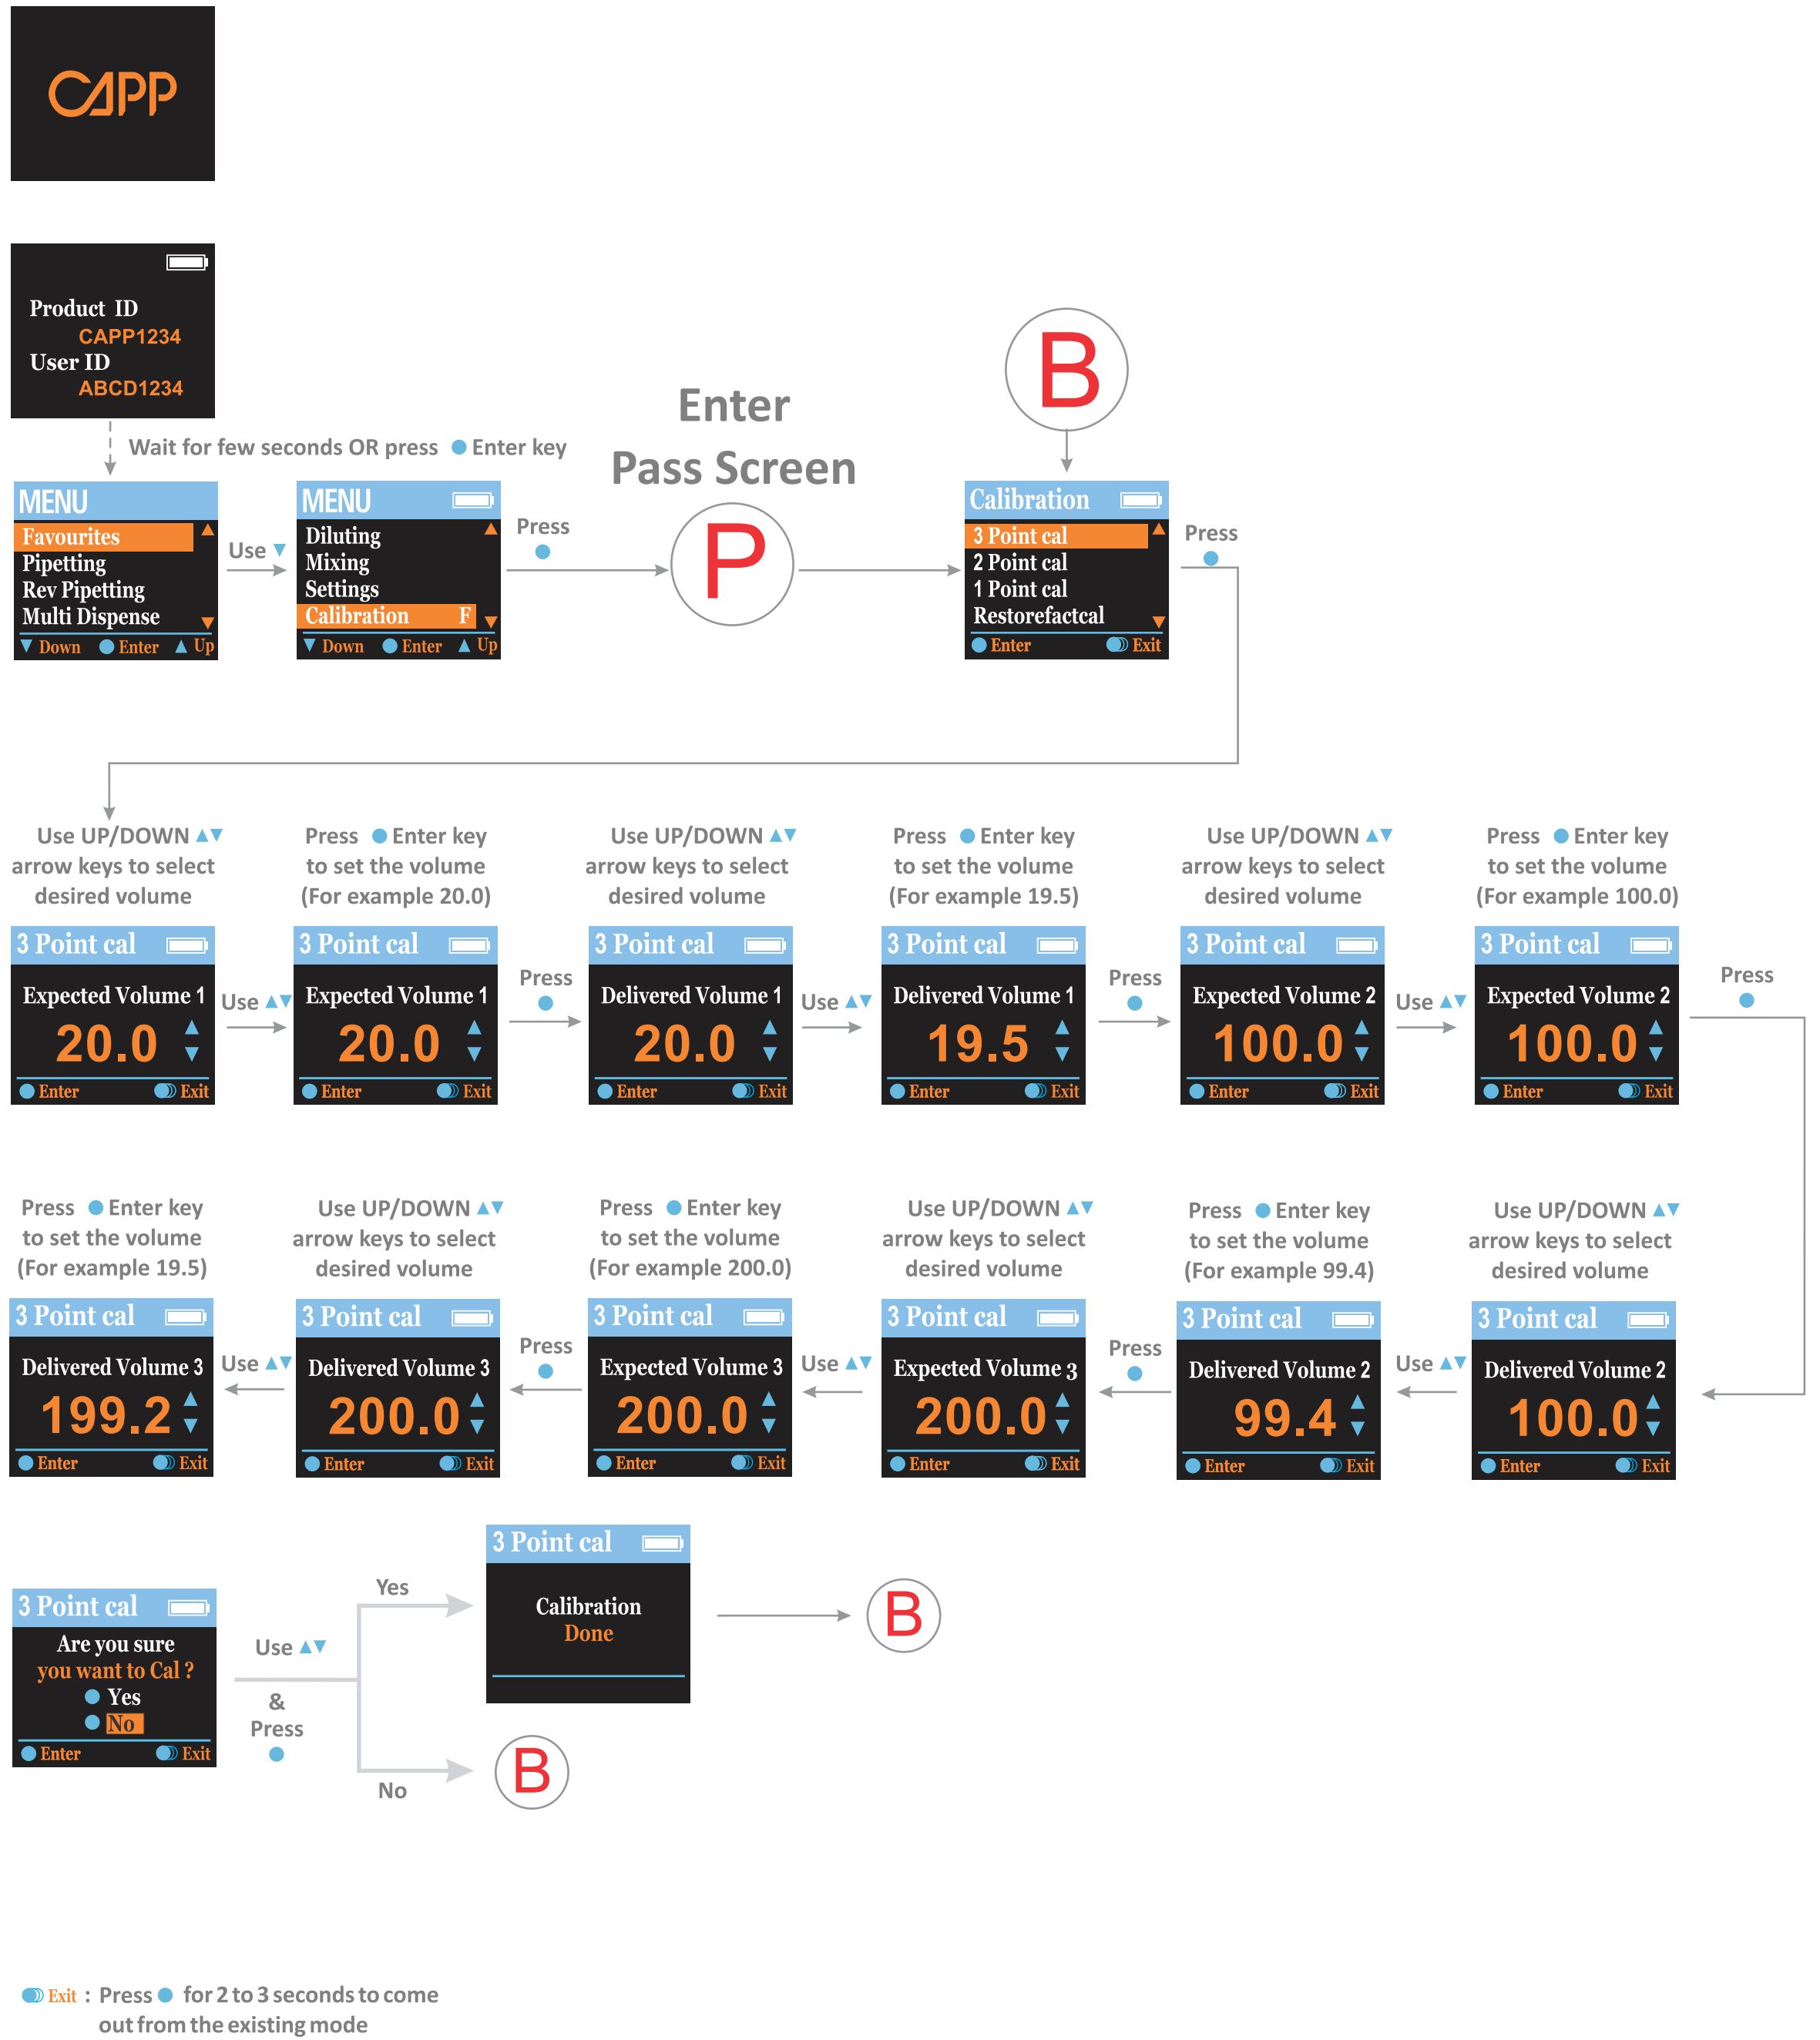 CAPP
Product ID
CAPP1234
User ID
ABCD1234
Wait for few seconds OR press Enter key
MENU
Favourites
Pipetting
Rev Pipetting
Multi Dispense
Down Enter Up
Use
MENU
Diluting
Mixing
Settings
Calibration F
Down Enter Up
Press
Enter
Pass Screen
P
B
Calibration
3 Point cal
2 Point cal
1 Point cal
Restorefactcal
Enter Exit
Press
Use UP/DOWN
arrow keys to select
desired volume
3 Point cal
Expected Volume 1
20.0
Enter Exit
Use
Press Enter key
to set the volume
(For example 20.0)
3 Point cal
Expected Volume 1
20.0
Enter Exit
Press
Use UP/DOWN
arrow keys to select
desired volume
3 Point cal
Delivered Volume 1
20.0
Enter Exit
Use
Press Enter key
to set the volume
(For example 19.5)
3 Point cal
Delivered Volume 1
19.5
Enter Exit
Press
Use UP/DOWN
arrow keys to select
desired volume
3 Point cal
Expected Volume 2
100.0
Enter Exit
Use
Press Enter key
to set the volume
(For example 100.0)
3 Point cal
Expected Volume 2
100.0
Enter Exit
Press
Use UP/DOWN
arrow keys to select
desired volume
3 Point cal
Delivered Volume 2
100.0
Enter Exit
Use
Press Enter key
to set the volume
(For example 99.4)
3 Point cal
Delivered Volume 2
99.4
Enter Exit
Press
Use UP/DOWN
arrow keys to select
desired volume
3 Point cal
Expected Volume 3
200.0
Enter Exit
Use
Press Enter key
to set the volume
(For example 200.0)
3 Point cal
Expected Volume 3
200.0
Enter Exit
Press
Use UP/DOWN
arrow keys to select
desired volume
3 Point cal
Delivered Volume 3
200.0
Enter Exit
Use
Press Enter key
to set the volume
(For example 19.5)
3 Point cal
Delivered Volume 3
199.2
Enter Exit
3 Point cal
Are you sure
you want to Cal ?
Yes
No
Enter Exit
Use
&
Press
Yes
3 Point cal
Calibration
Done
B
No
B
Exit : Press for 2 to 3 seconds to come
out from the existing mode